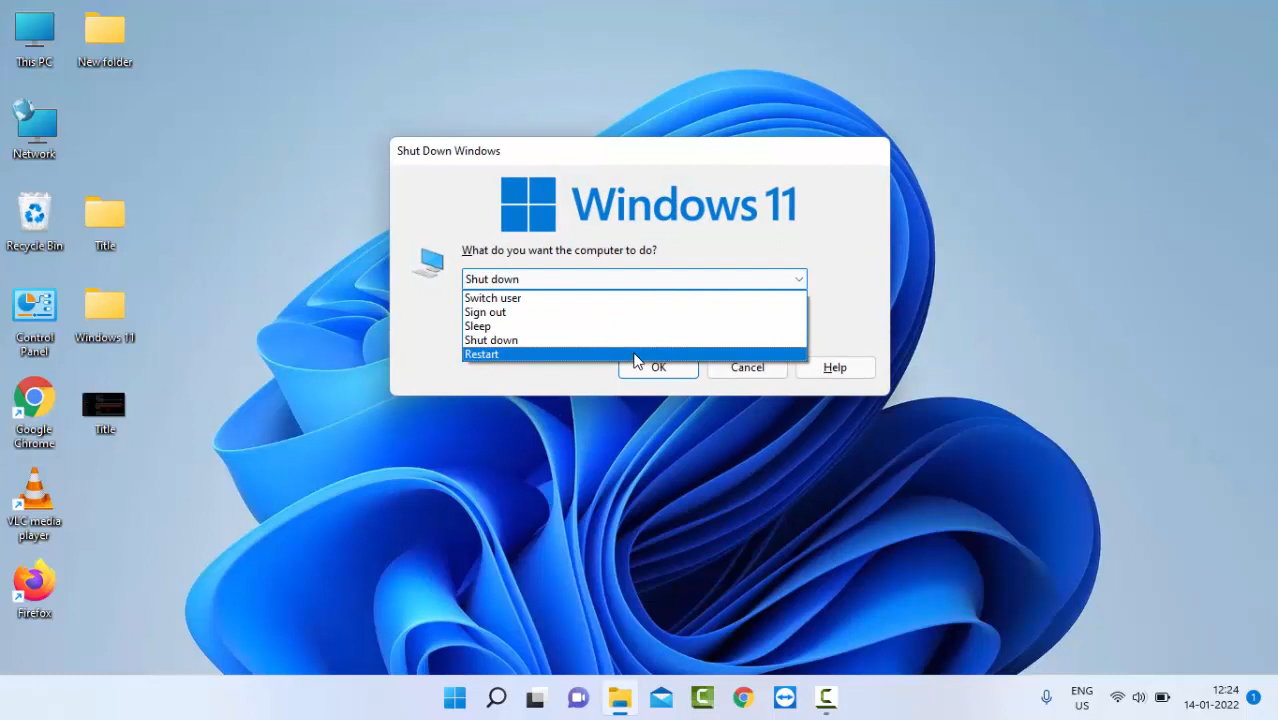 This PC
New folder
Network
Recycle Bin
Title
Control
Panel
Windows 11
Google
Chrome
Title
VLC media
player
Firefox
Shut Down Windows
Windows 11
What do you want the computer to do?
Shut down
Switch user
Sign out
Sleep
Shut down
Restart
OK
Cancel
Help
ENG
US
12:24
14-01-2022
1